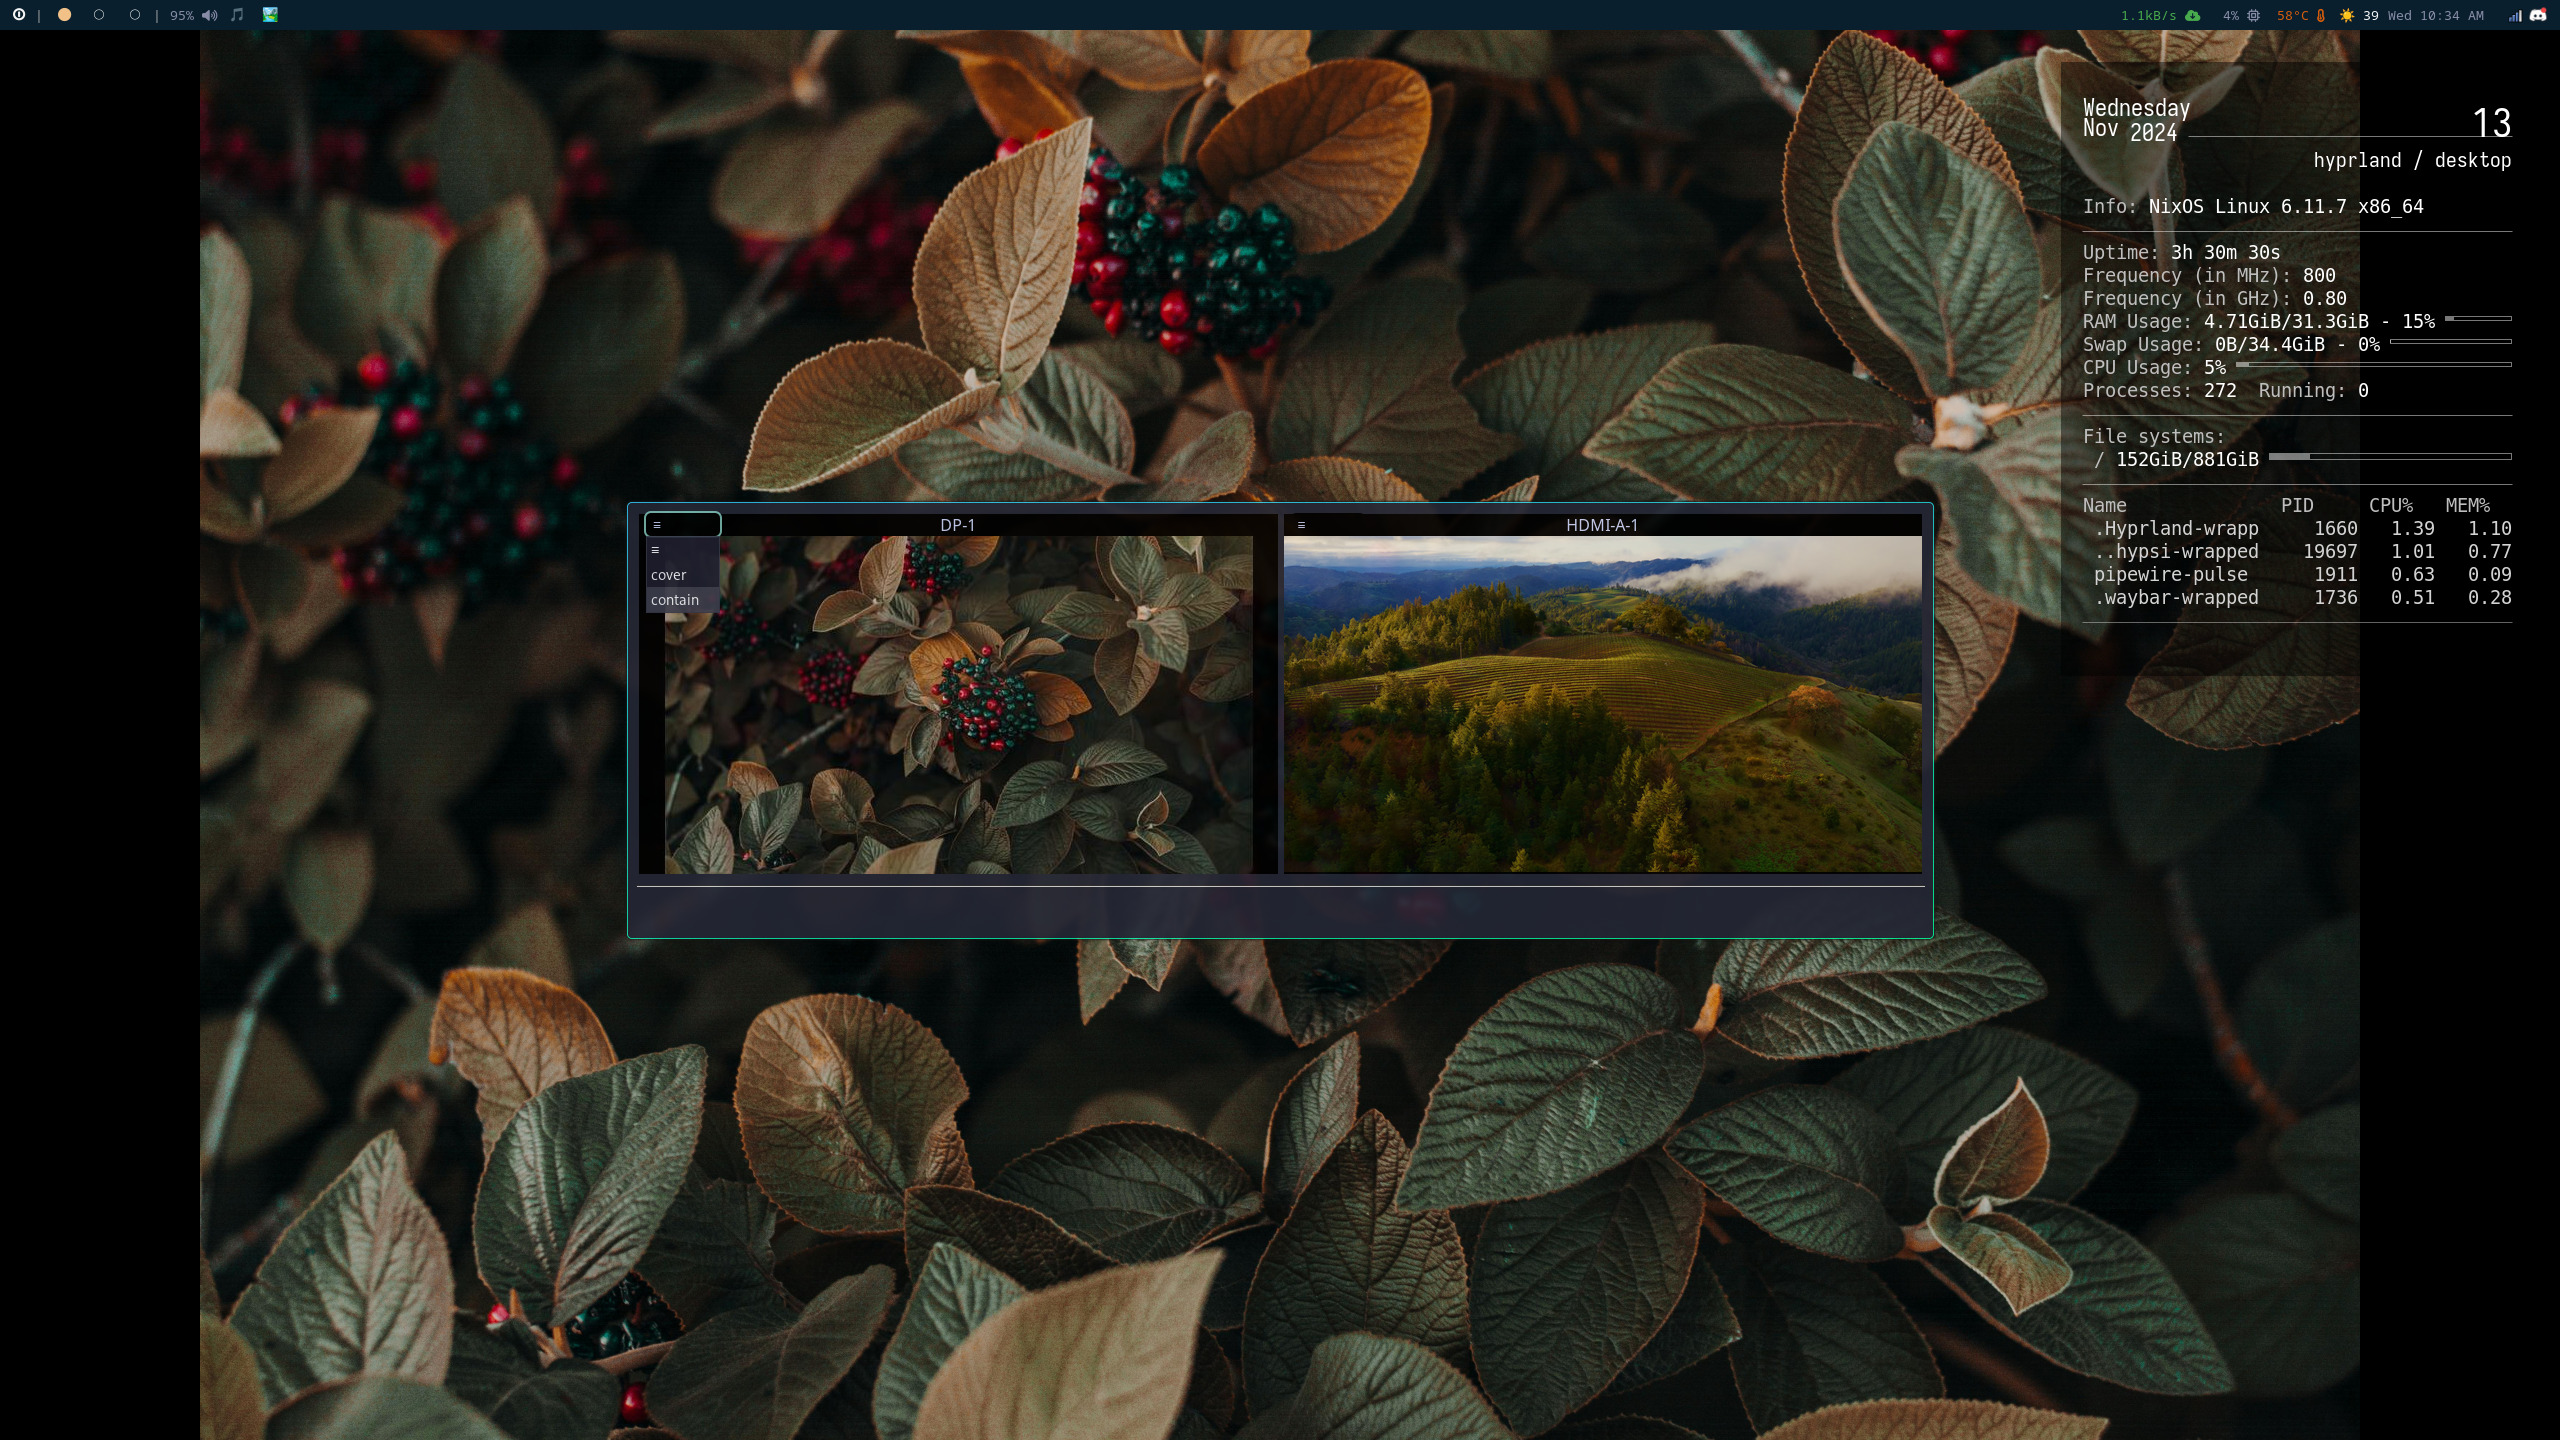 | | 95% 1.1kB/s 4% 58°C 39 Wed 10:34 AM
Wednesday
Nov 2024 13
hyprland / desktop
Info: NixOS Linux 6.11.7 x86_64
Uptime: 3h 30m 30s
Frequency (in MHz): 800
Frequency (in GHz): 0.80
RAM Usage: 4.71GiB/31.3GiB - 15%
Swap Usage: 0B/34.4GiB - 0%
CPU Usage: 5%
Processes: 272 Running: 0
File systems:
/ 152GiB/881GiB
Name PID CPU% MEM%
.Hyprland-wrapp 1660 1.39 1.10
..hypsi-wrapped 19697 1.01 0.77
pipewire-pulse 1911 0.63 0.09
.waybar-wrapped 1736 0.51 0.28
≡ DP-1
≡ HDMI-A-1
≡
cover
contain